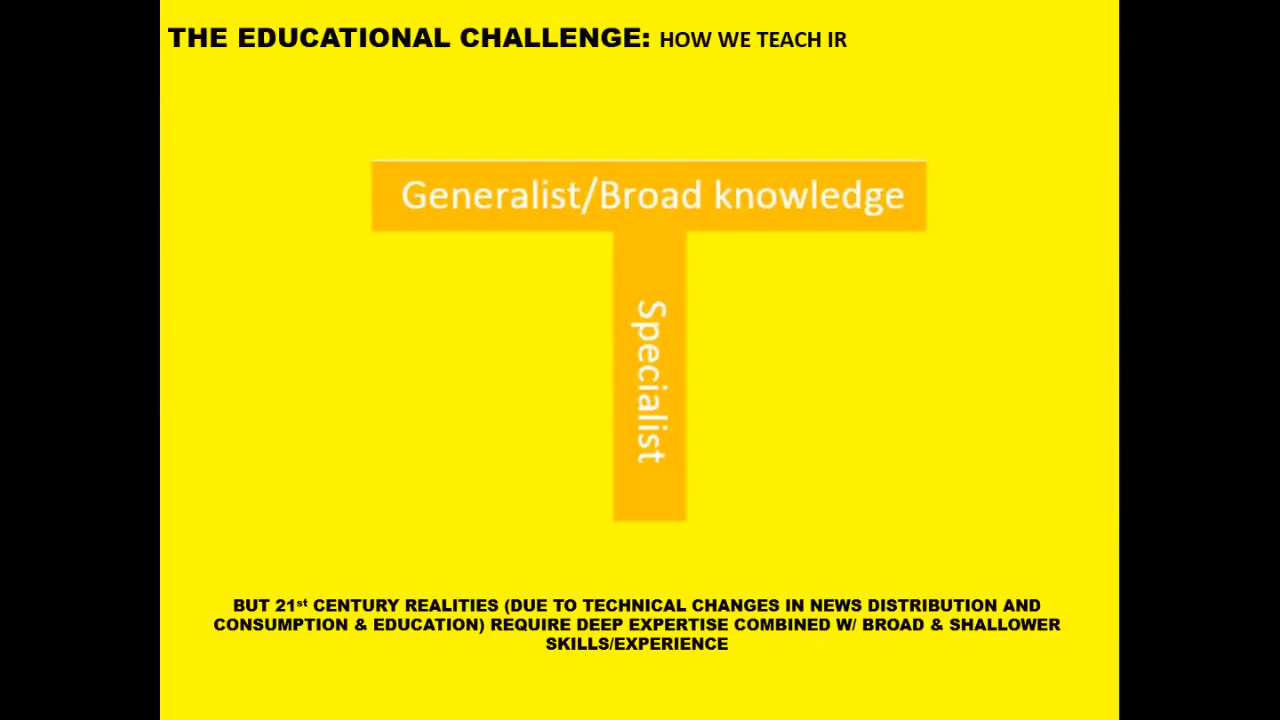 THE EDUCATIONAL CHALLENGE: HOW WE TEACH IR
Generalist/Broad knowledge
Specialist
BUT 21st CENTURY REALITIES (DUE TO TECHNICAL CHANGES IN NEWS DISTRIBUTION AND
CONSUMPTION & EDUCATION) REQUIRE DEEP EXPERTISE COMBINED W/ BROAD & SHALLOWER
SKILLS/EXPERIENCE